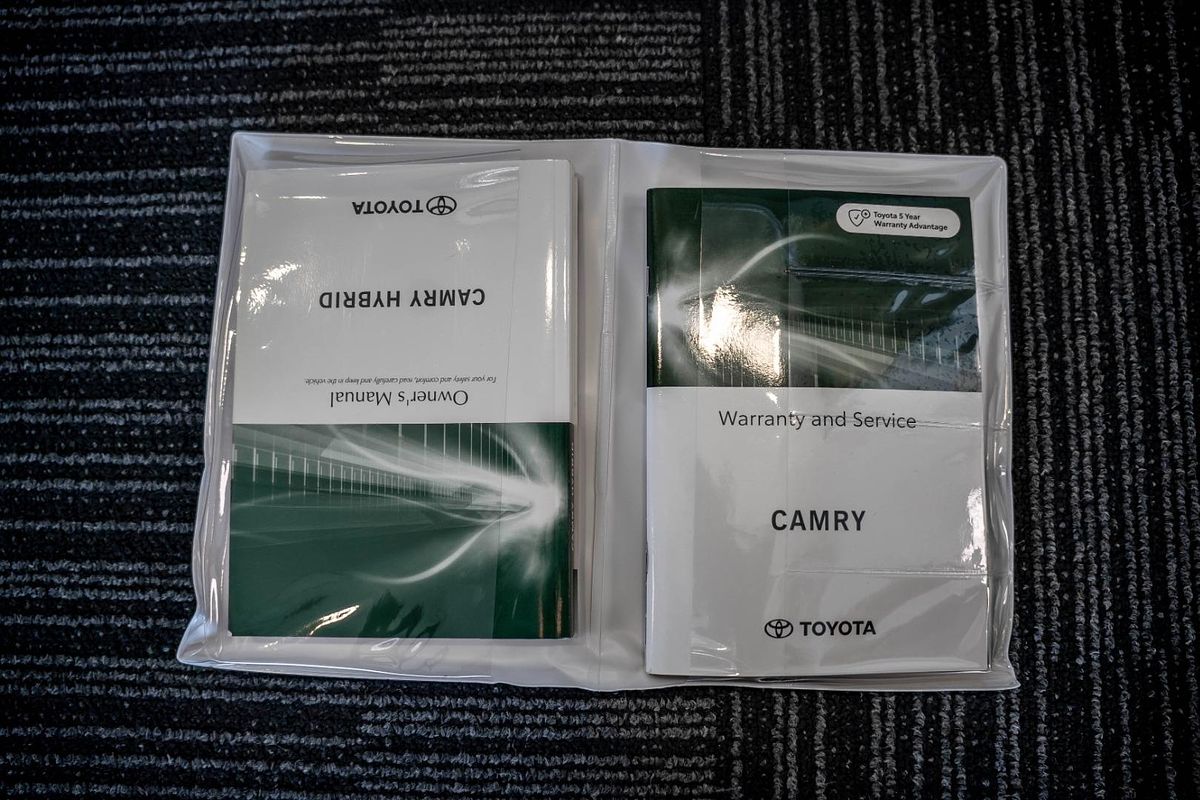 TOYOTA
CAMRY HYBRID
For your safety and comfort, read carefully and keep in the vehicle.
Owner's Manual
Toyota 5 Year
Warranty Advantage
Warranty and Service
CAMRY
TOYOTA